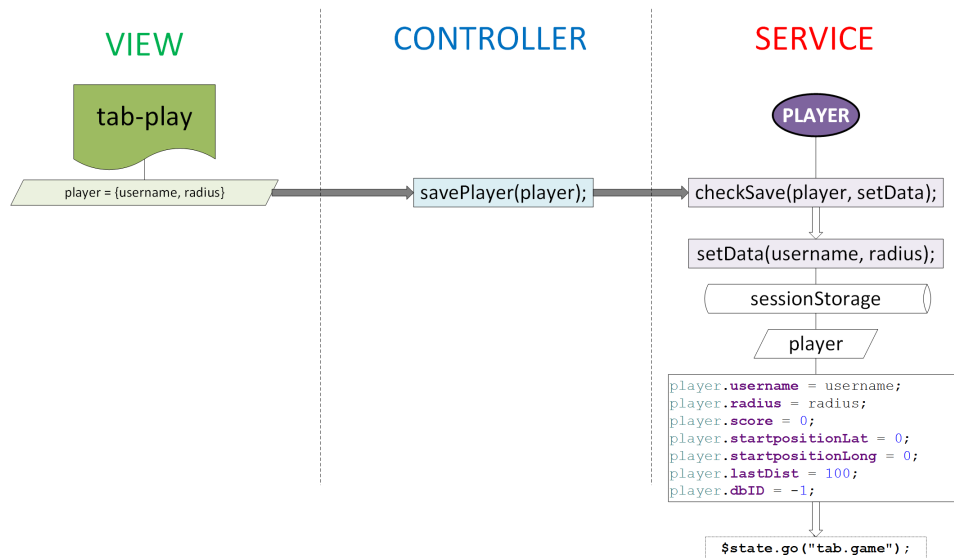 VIEW
CONTROLLER
SERVICE
tab-play
PLAYER
player = {username, radius}
savePlayer(player);
checkSave(player, setData);
setData(username, radius);
sessionStorage
player
player.username = username;
player.radius = radius;
player.score = 0;
player.startpositionLat = 0;
player.startpositionLong = 0;
player.lastDist = 100;
player.dbID = -1;
$state.go("tab.game");